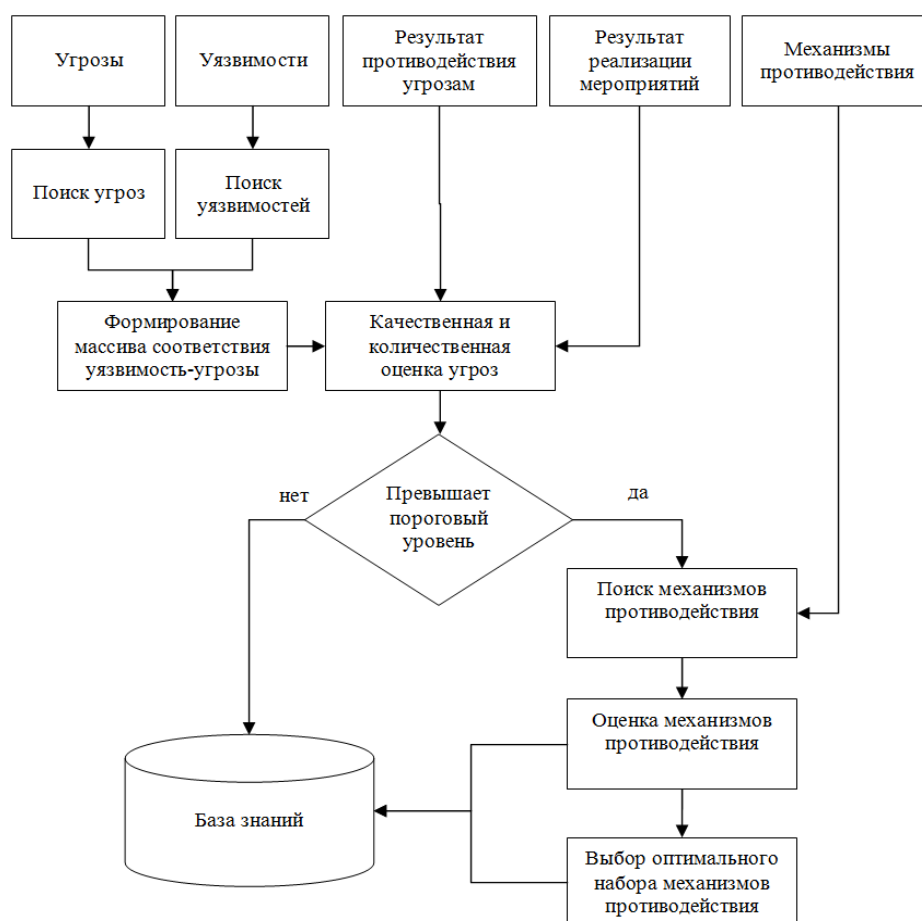 Угрозы
Уязвимости
Результат
противодействия
угрозам
Результат
реализации
мероприятий
Механизмы
противодействия
Поиск угроз
Поиск
уязвимостей
Формирование
массива соответствия
уязвимость-угрозы
Качественная и
количественная
оценка угроз
нет
Превышает
пороговый
уровень
да
Поиск механизмов
противодействия
Оценка механизмов
противодействия
База знаний
Выбор оптимального
набора механизмов
противодействия